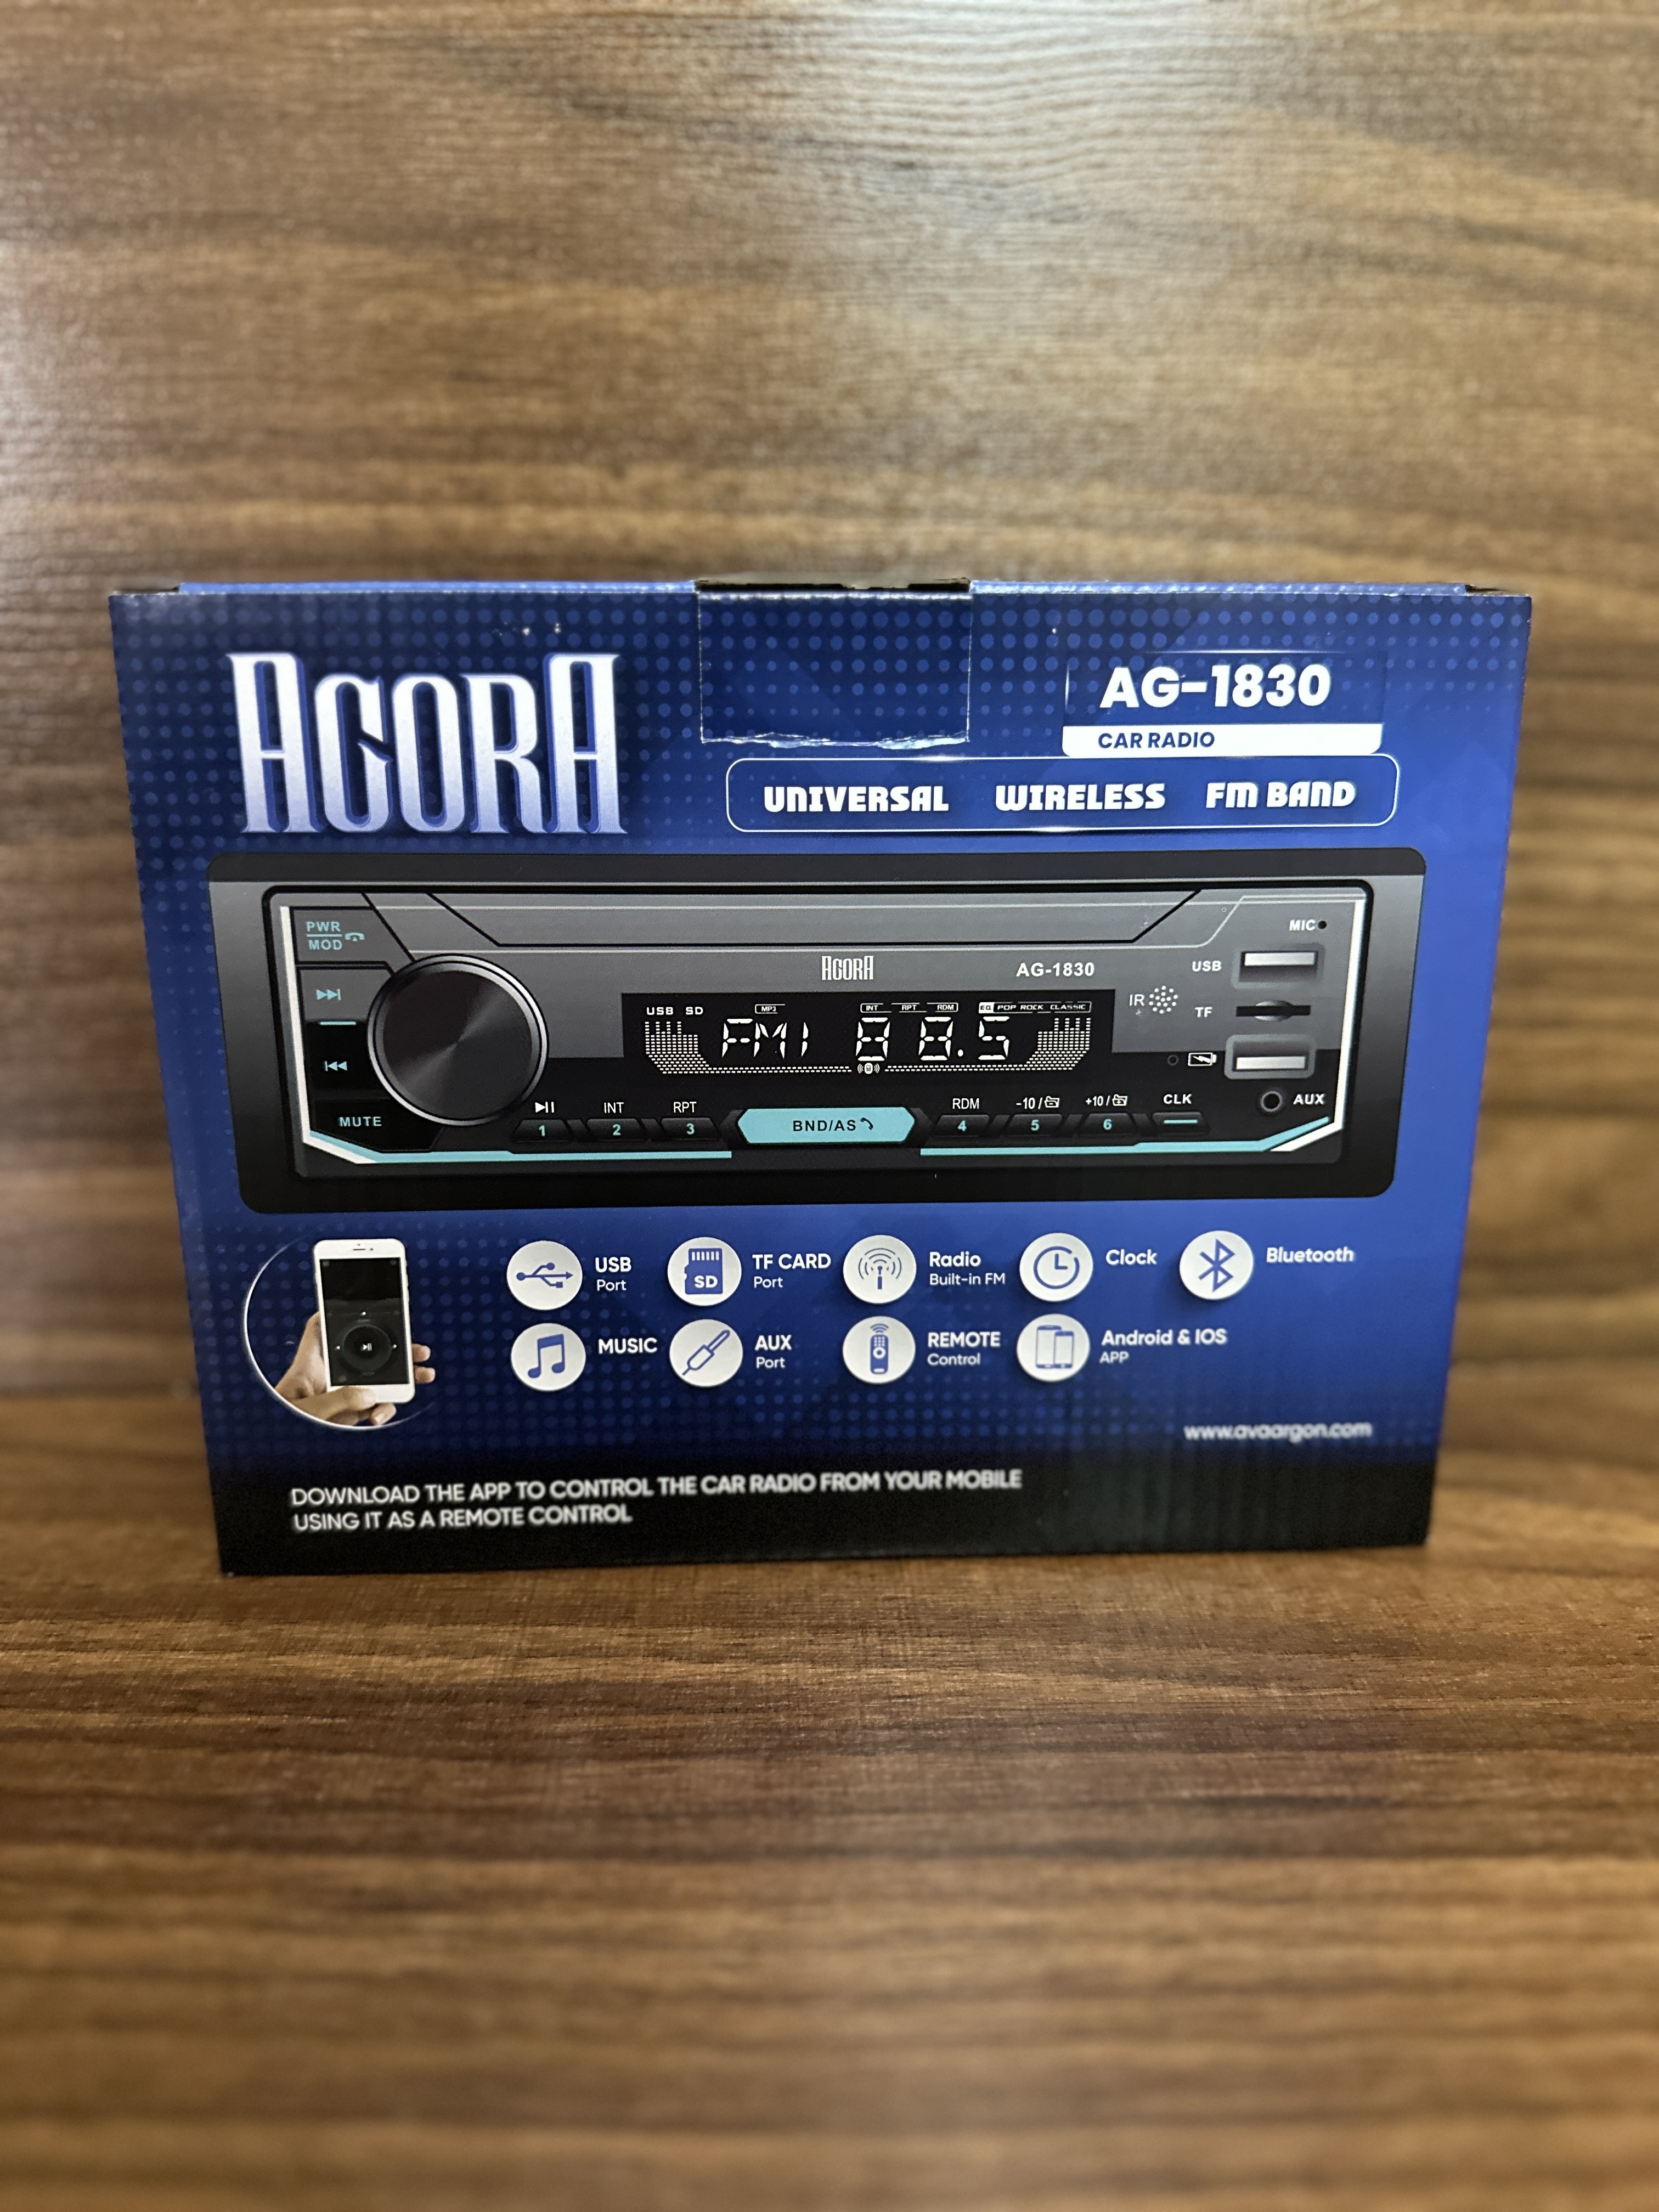 AGORA
AG-1830
CAR RADIO
UNIVERSAL WIRELESS FM BAND
PWR
MOD
MUTE
AGORA
AG-1830
MIC
USB
IR
TF
AUX
USB SD MP3 INT RPT RDM EQ POP ROCK CLASSIC
FM1 88.5
INT RPT RDM -10/ +10/ CLK
1 2 3 BND/AS 4 5 6
USB
Port
TF CARD
Port
SD
Radio
Built-in FM
Clock
Bluetooth
MUSIC
AUX
Port
REMOTE
Control
Android & IOS
APP
www.avaargon.com
DOWNLOAD THE APP TO CONTROL THE CAR RADIO FROM YOUR MOBILE
USING IT AS A REMOTE CONTROL